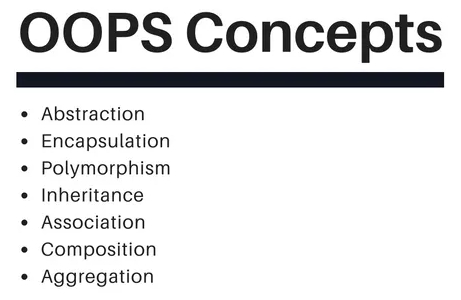 OOPS Concepts
• Abstraction
• Encapsulation
• Polymorphism
• Inheritance
• Association
• Composition
• Aggregation